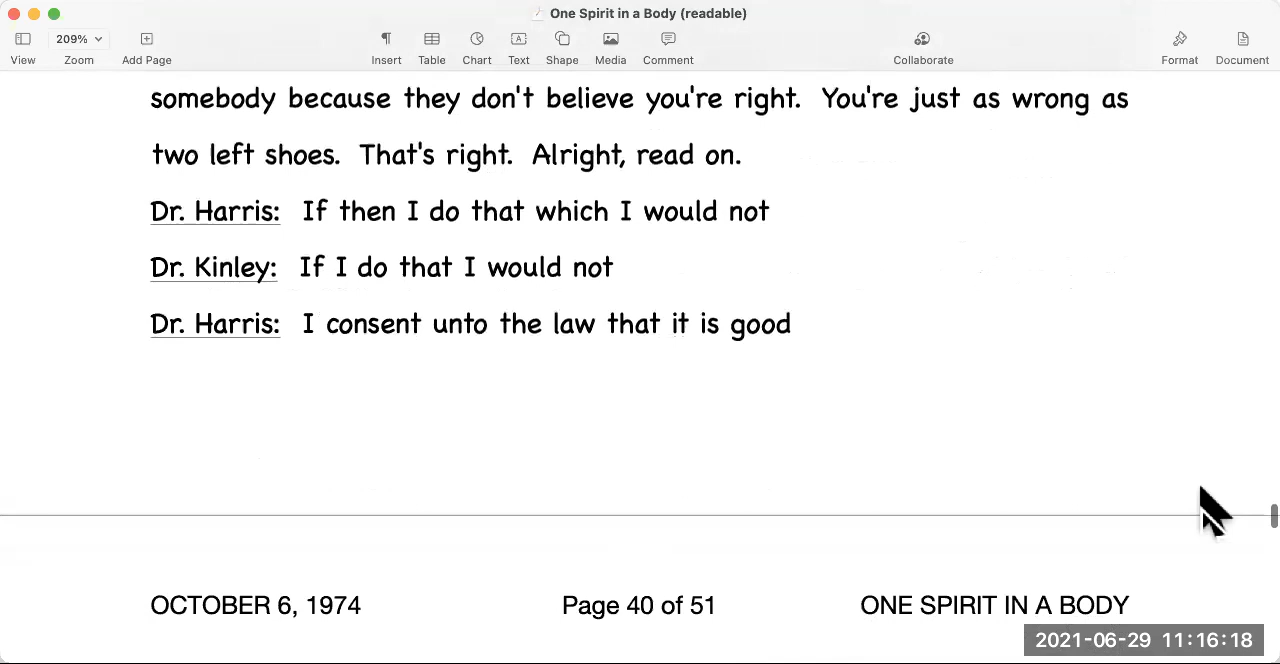 One Spirit in a Body (readable)
209%
View Zoom Add Page Insert Table Chart Text Shape Media Comment Collaborate Format Document
somebody because they don't believe you're right. You're just as wrong as
two left shoes. That's right. Alright, read on.
Dr. Harris: If then I do that which I would not
Dr. Kinley: If I do that I would not
Dr. Harris: I consent unto the law that it is good
OCTOBER 6, 1974 Page 40 of 51 ONE SPIRIT IN A BODY
2021-06-29 11:16:18